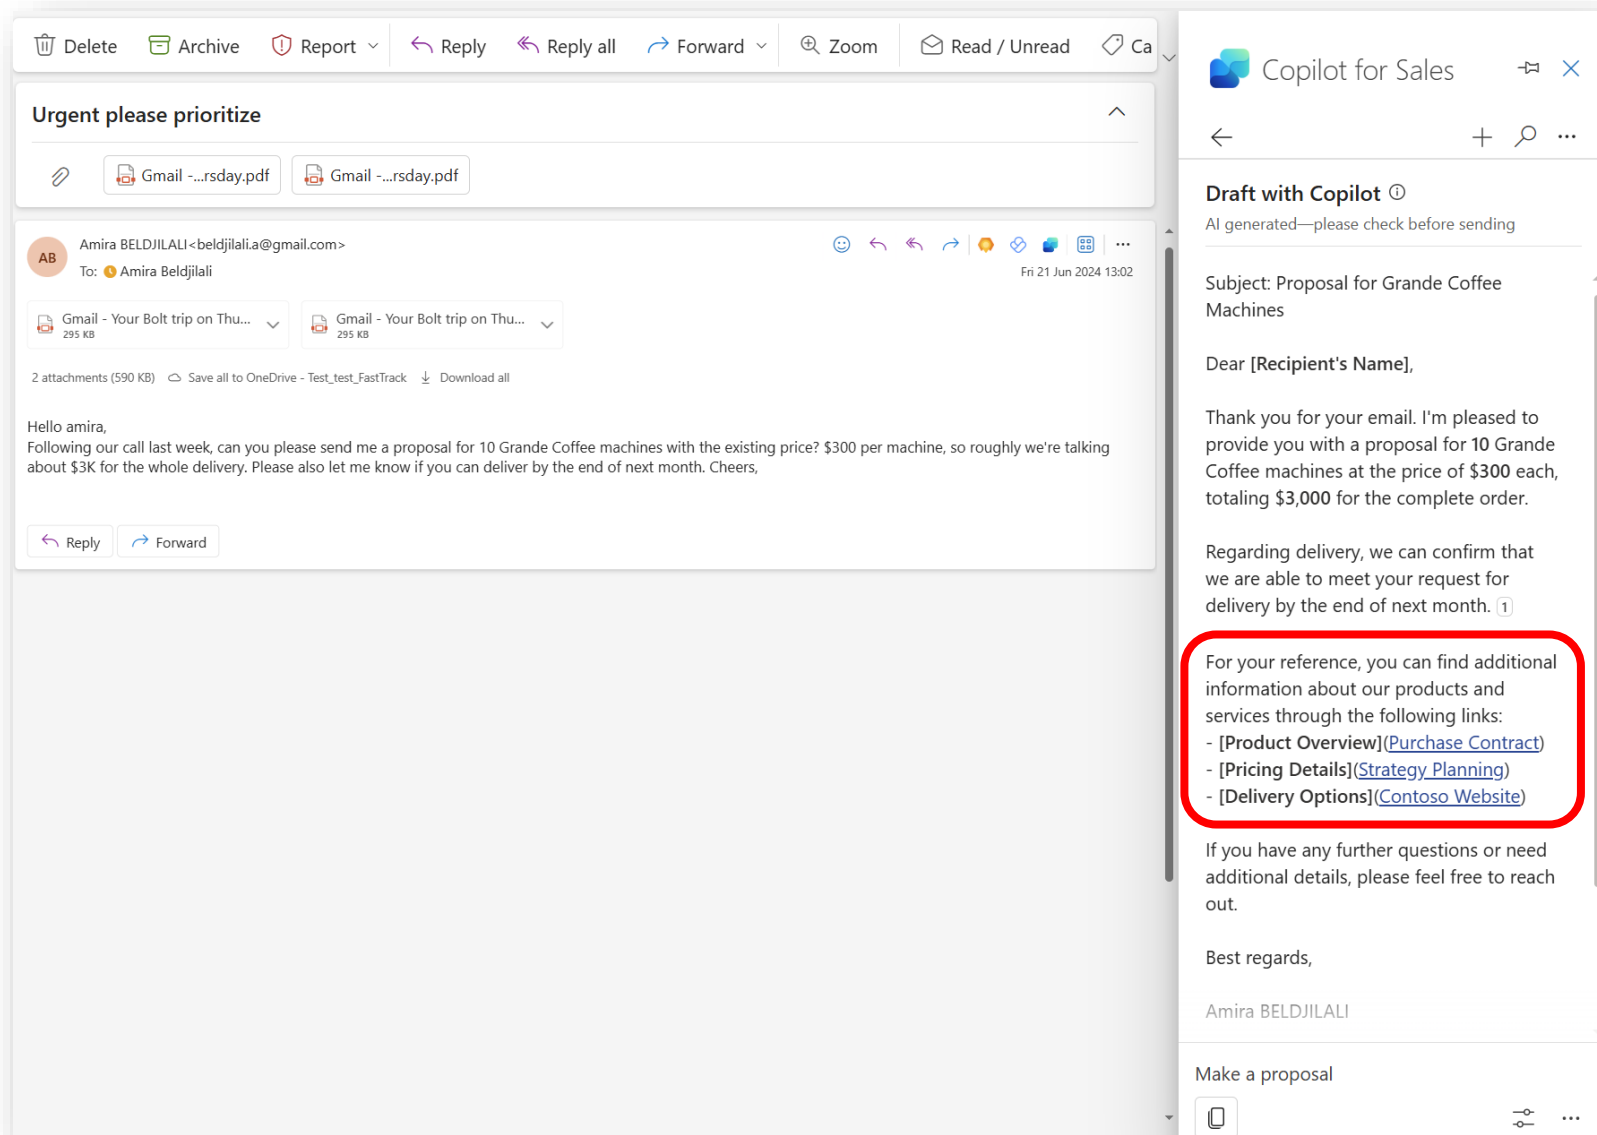 Delete Archive Report Reply Reply all Forward Zoom Read / Unread Ca
Urgent please prioritize
Gmail -...rsday.pdf Gmail -...rsday.pdf
AB
Amira BELDJILALI<beldjilali.a@gmail.com>
To: Amira Beldjilali
Fri 21 Jun 2024 13:02
Gmail - Your Bolt trip on Thu... Gmail - Your Bolt trip on Thu...
295 KB 295 KB
2 attachments (590 KB) Save all to OneDrive - Test_test_FastTrack Download all
Hello amira,
Following our call last week, can you please send me a proposal for 10 Grande Coffee machines with the existing price? $300 per machine, so roughly we're talking
about $3K for the whole delivery. Please also let me know if you can deliver by the end of next month. Cheers,
Reply Forward
Copilot for Sales
Draft with Copilot
AI generated—please check before sending
Subject: Proposal for Grande Coffee
Machines
Dear [Recipient's Name],
Thank you for your email. I'm pleased to
provide you with a proposal for 10 Grande
Coffee machines at the price of $300 each,
totaling $3,000 for the complete order.
Regarding delivery, we can confirm that
we are able to meet your request for
delivery by the end of next month. 1
For your reference, you can find additional
information about our products and
services through the following links:
- [Product Overview](Purchase Contract)
- [Pricing Details](Strategy Planning)
- [Delivery Options](Contoso Website)
If you have any further questions or need
additional details, please feel free to reach
out.
Best regards,
Amira BELDJILALI
Make a proposal